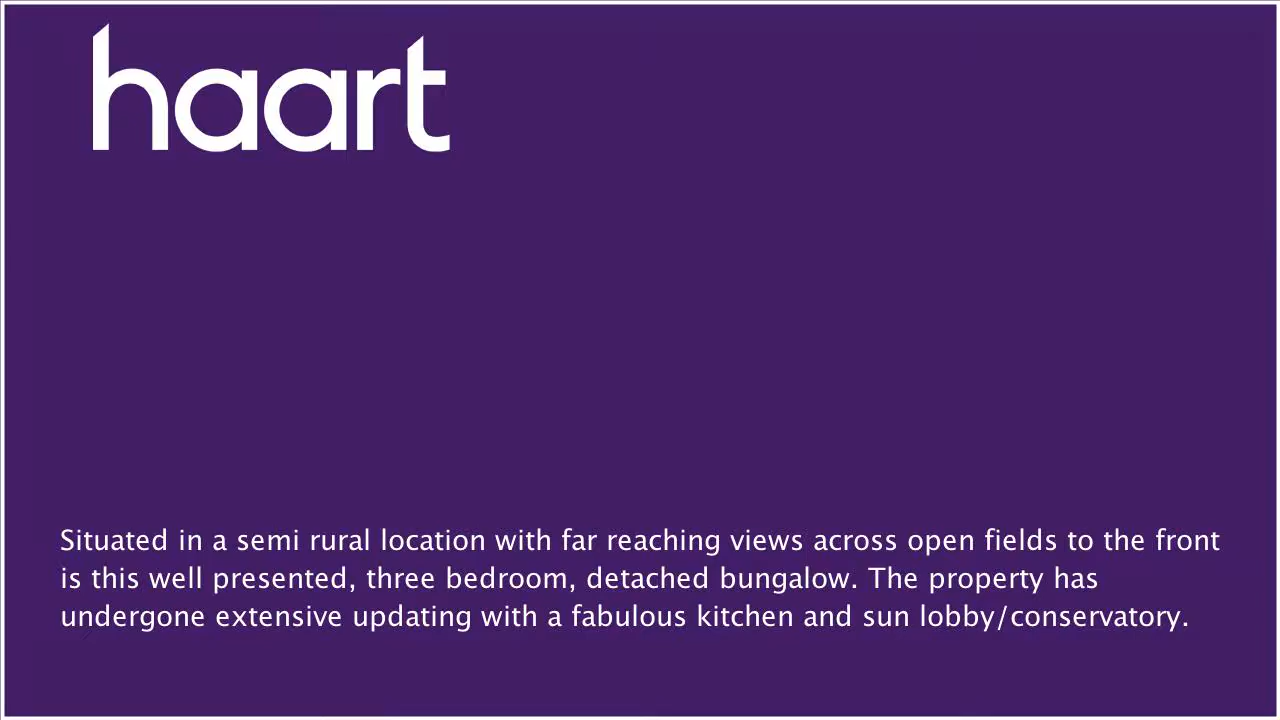 haart
Situated in a semi rural location with far reaching views across open fields to the front
is this well presented, three bedroom, detached bungalow. The property has
undergone extensive updating with a fabulous kitchen and sun lobby/conservatory.